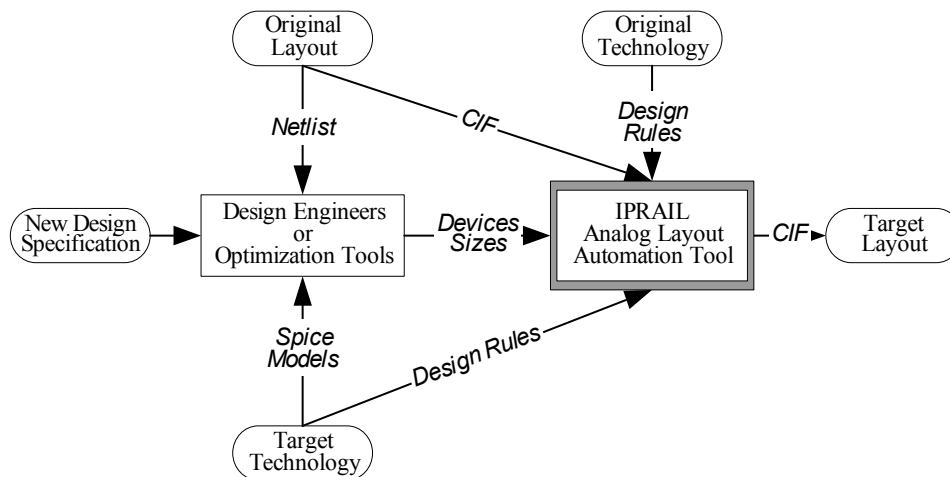 Original
Layout
Original
Technology
Netlist
CIF
Design
Rules
New Design
Specification
Design Engineers
or
Optimization Tools
Devices
Sizes
IPRAIL
Analog Layout
Automation Tool
CIF
Target
Layout
Spice
Models
Design Rules
Target
Technology